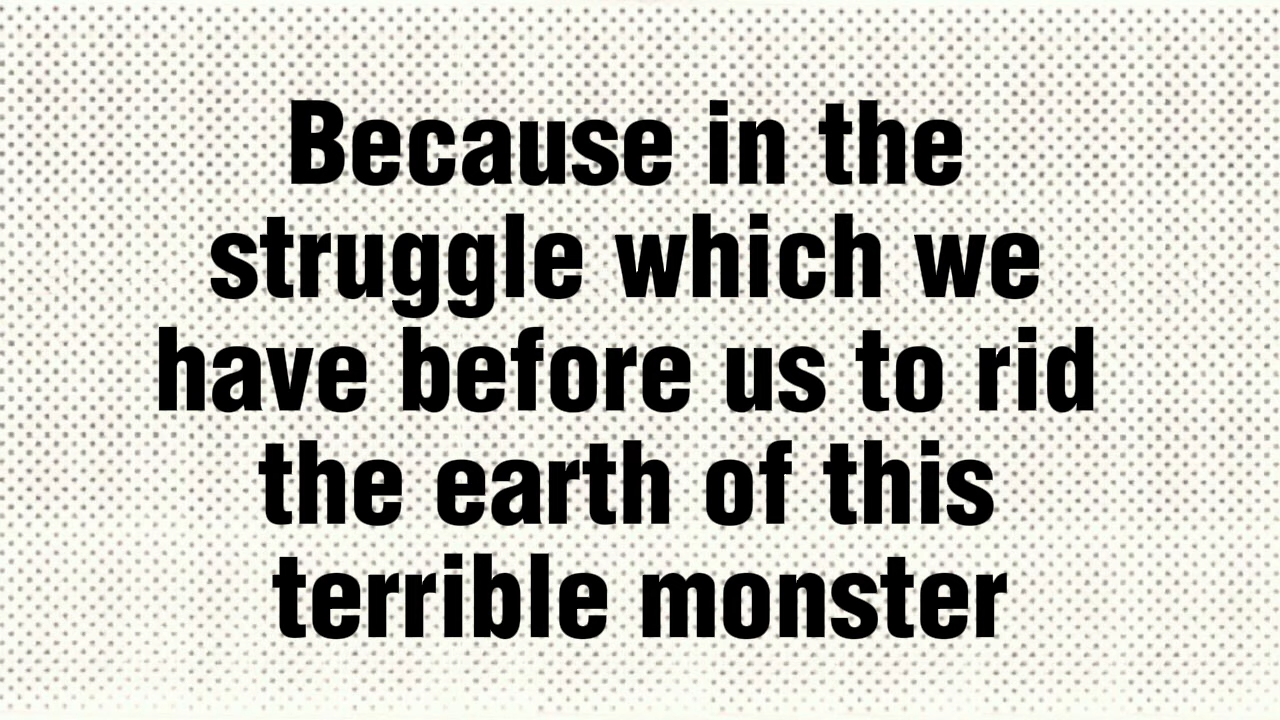 Because in the
struggle which we
have before us to rid
the earth of this
terrible monster